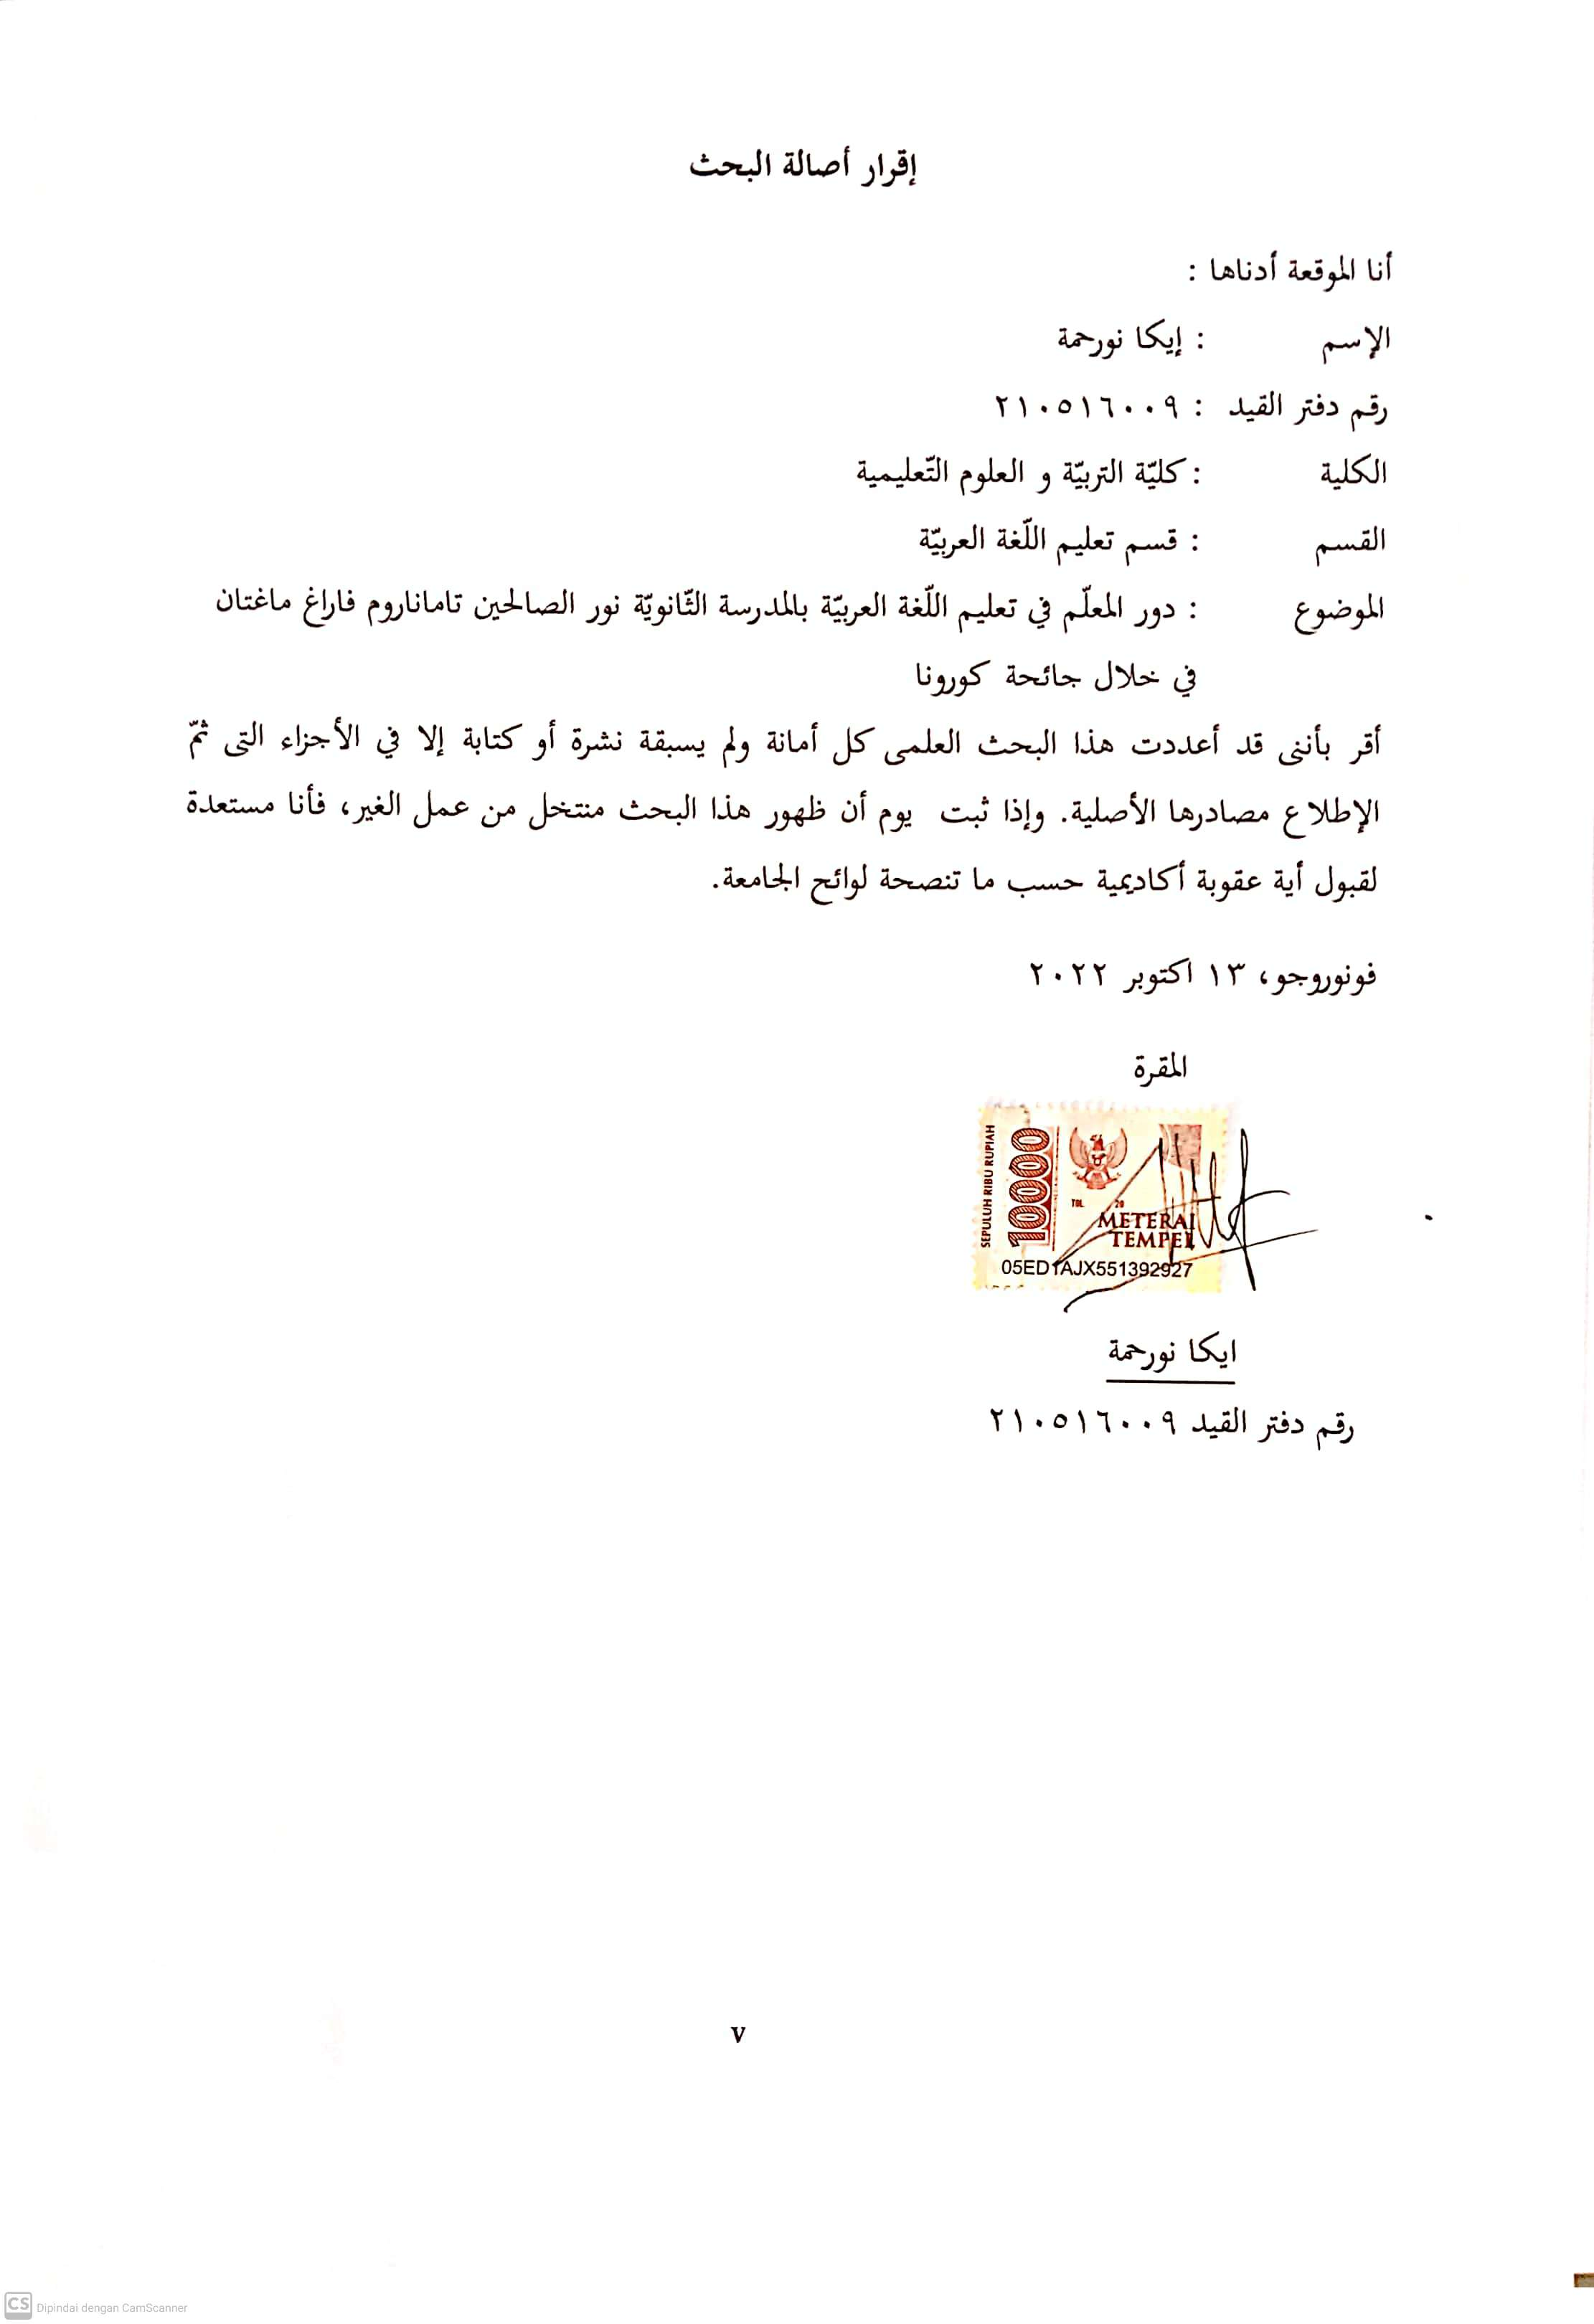 إقرار أصالة البحث
أنا الموقعة أدناها :
الإسم : إيكا نورحمة
رقم دفتر القيد : ٢١٠٥١٦٠٠٩
الكلية : كليّة التربيّة و العلوم التّعليمية
القسم : قسم تعليم اللّغة العربيّة
الموضوع : دور المعلّم في تعليم اللّغة العربيّة بالمدرسة الثّانويّة نور الصالحين تاماناروم فاراغ ماغتان
في خلال جائحة كورونا
أقر بأننى قد أعددت هذا البحث العلمى كل أمانة ولم يسبقة نشرة أو كتابة إلا في الأجزاء التى ثمّ
الإطلاع مصادرها الأصلية. وإذا ثبت يوم أن ظهور هذا البحث منتخل من عمل الغير، فأنا مستعدة
لقبول أية عقوبة أكاديمية حسب ما تنصحة لوائح الجامعة.
فونوروجو، ١٣ اكتوبر ٢٠٢٢
المقرة
SEPULUH RIBU RUPIAH
10000
TGL. 20
METERAI
TEMPEL
05ED1AJX551392927
ايكا نورحمة
رقم دفتر القيد ٢١٠٥١٦٠٠٩
v
CS Dipindai dengan CamScanner